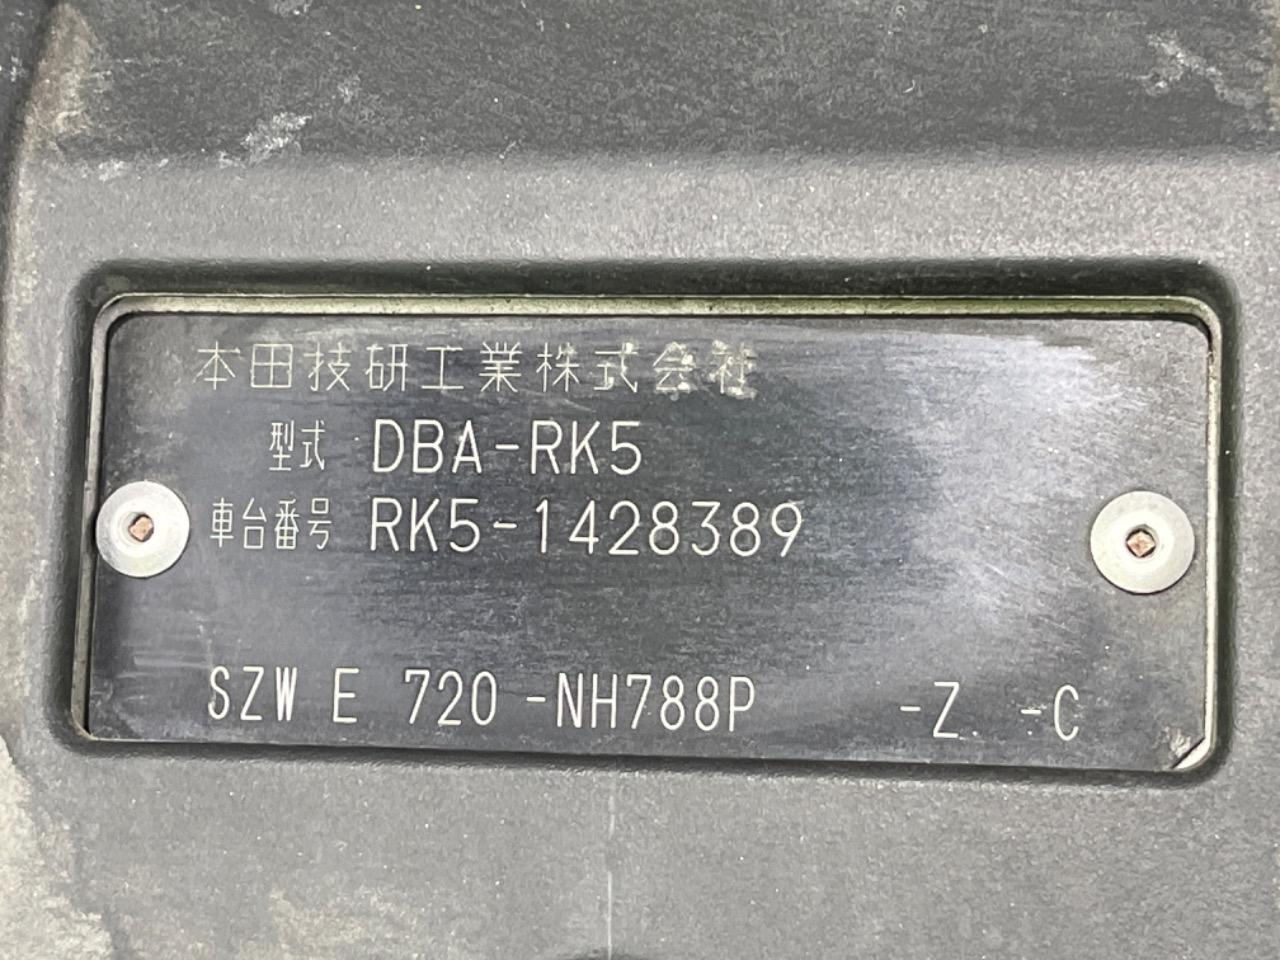 本田技研工業株式会社
型式 DBA-RK5
車台番号 RK5-1428389
SZW E 720 -NH788P -Z -C